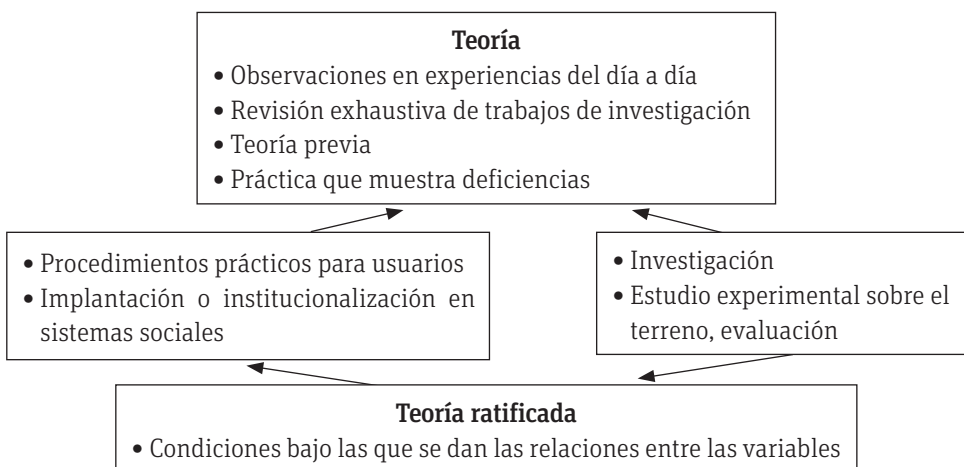 Teoría
• Observaciones en experiencias del día a día
• Revisión exhaustiva de trabajos de investigación
• Teoría previa
• Práctica que muestra deficiencias
• Procedimientos prácticos para usuarios
• Implantación o institucionalización en
sistemas sociales
• Investigación
• Estudio experimental sobre el
terreno, evaluación
Teoría ratificada
• Condiciones bajo las que se dan las relaciones entre las variables